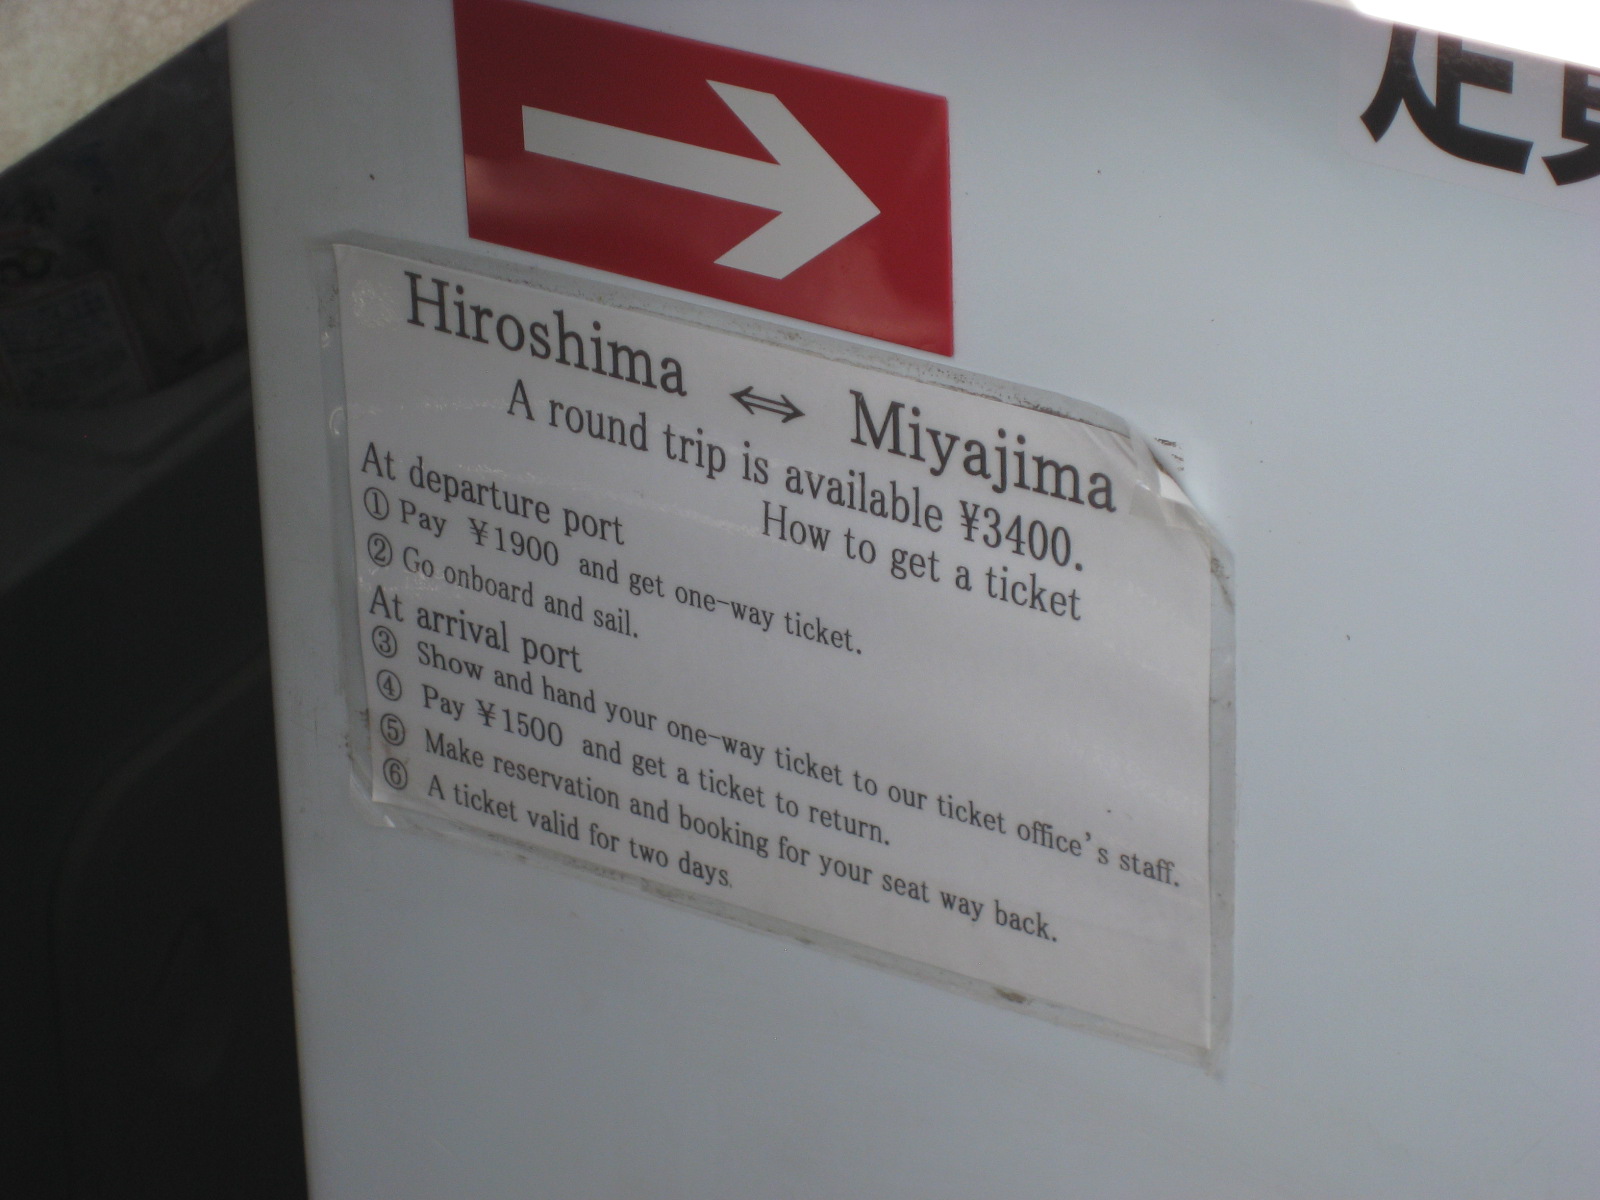 定員
Hiroshima ⇔ Miyajima
A round trip is available ¥3400.
How to get a ticket
At departure port
① Pay ¥1900 and get one-way ticket.
② Go onboard and sail.
At arrival port
③ Show and hand your one-way ticket to our ticket office's staff.
④ Pay ¥1500 and get a ticket to return.
⑤ Make reservation and booking for your seat way back.
⑥ A ticket valid for two days.